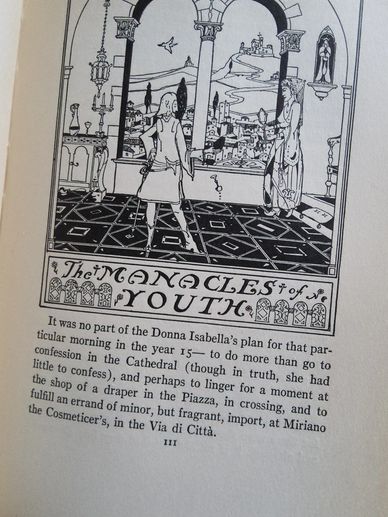 The MANACLES of
YOUTH
It was no part of the Donna Isabella's plan for that par-
ticular morning in the year 15— to do more than go to
confession in the Cathedral (though in truth, she had
little to confess), and perhaps to linger for a moment at
the shop of a draper in the Piazza, in crossing, and to
fulfill an errand of minor, but fragrant, import, at Miriano
the Cosmeticer's, in the Via di Città.
III